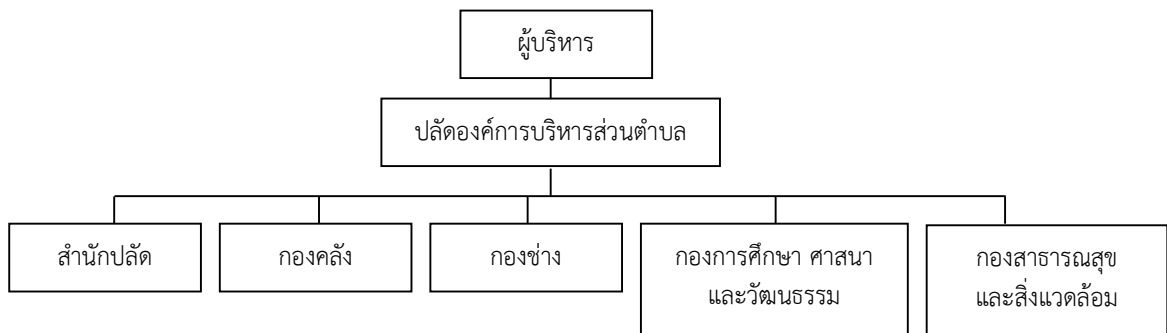 ผู้บริหาร
ปลัดองค์การบริหารส่วนตำบล
สำนักปลัด
กองคลัง
กองช่าง
กองการศึกษา ศาสนา
และวัฒนธรรม
กองสาธารณสุข
และสิ่งแวดล้อม